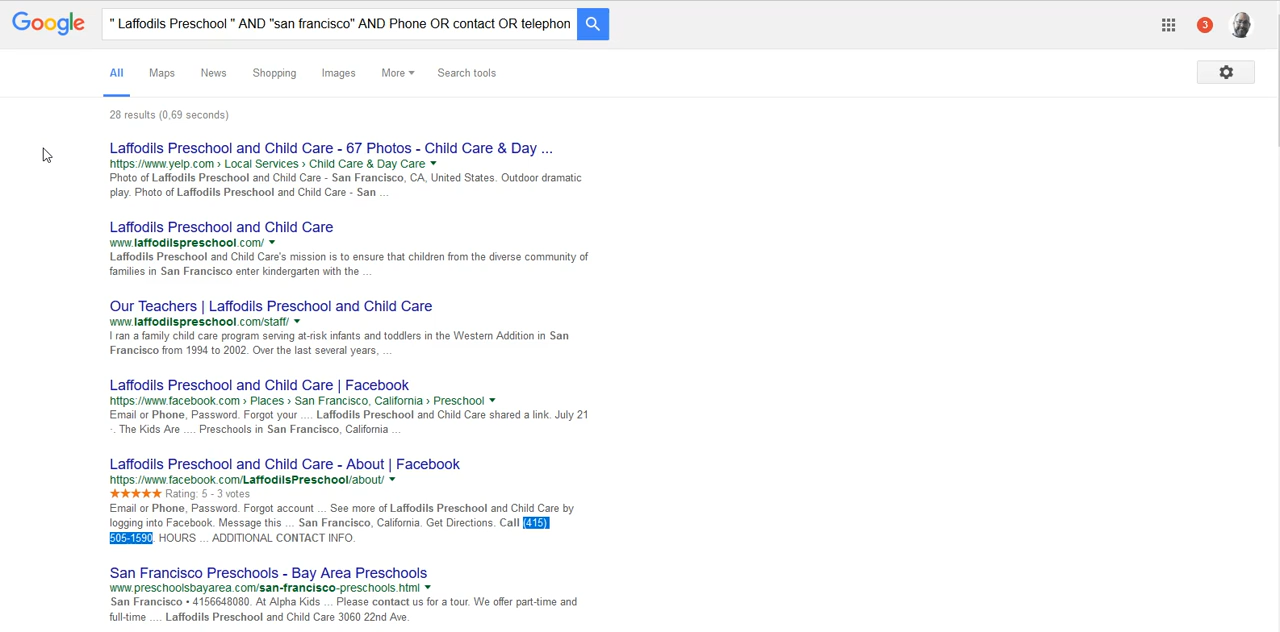 Google
" Laffodils Preschool " AND "san francisco" AND Phone OR contact OR telephon
3
All Maps News Shopping Images More Search tools
28 results (0,69 seconds)
Laffodils Preschool and Child Care - 67 Photos - Child Care & Day ...
https://www.yelp.com › Local Services › Child Care & Day Care
Photo of Laffodils Preschool and Child Care - San Francisco, CA, United States. Outdoor dramatic
play. Photo of Laffodils Preschool and Child Care - San ...
Laffodils Preschool and Child Care
www.laffodilspreschool.com/
Laffodils Preschool and Child Care's mission is to ensure that children from the diverse community of
families in San Francisco enter kindergarten with the ...
Our Teachers | Laffodils Preschool and Child Care
www.laffodilspreschool.com/staff/
I ran a family child care program serving at-risk infants and toddlers in the Western Addition in San
Francisco from 1994 to 2002. Over the last several years, ...
Laffodils Preschool and Child Care | Facebook
https://www.facebook.com › Places › San Francisco, California › Preschool
Email or Phone, Password. Forgot your .... Laffodils Preschool and Child Care shared a link. July 21
·. The Kids Are .... Preschools in San Francisco, California ...
Laffodils Preschool and Child Care - About | Facebook
https://www.facebook.com/LaffodilsPreschool/about/
★★★★★ Rating: 5 - 3 votes
Email or Phone, Password. Forgot account ... See more of Laffodils Preschool and Child Care by
logging into Facebook. Message this ... San Francisco, California. Get Directions. Call (415)
505-1590. HOURS ... ADDITIONAL CONTACT INFO.
San Francisco Preschools - Bay Area Preschools
www.preschoolsbayarea.com/san-francisco-preschools.html
San Francisco • 4156648080. At Alpha Kids ... Please contact us for a tour. We offer part-time and
full-time .... Laffodils Preschool and Child Care 3060 22nd Ave.